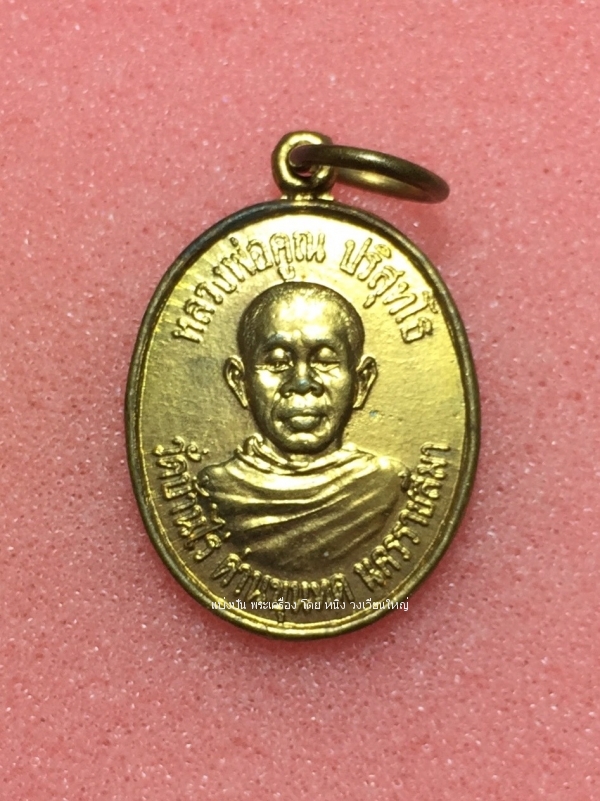 หลวงพ่อคูณ ปริสุทโธ
วัดบ้านไร่ ด่านขุนทด นครราชสีมา
แบ่งปัน พระเครื่อง โดย หนิง วงเวียนใหญ่